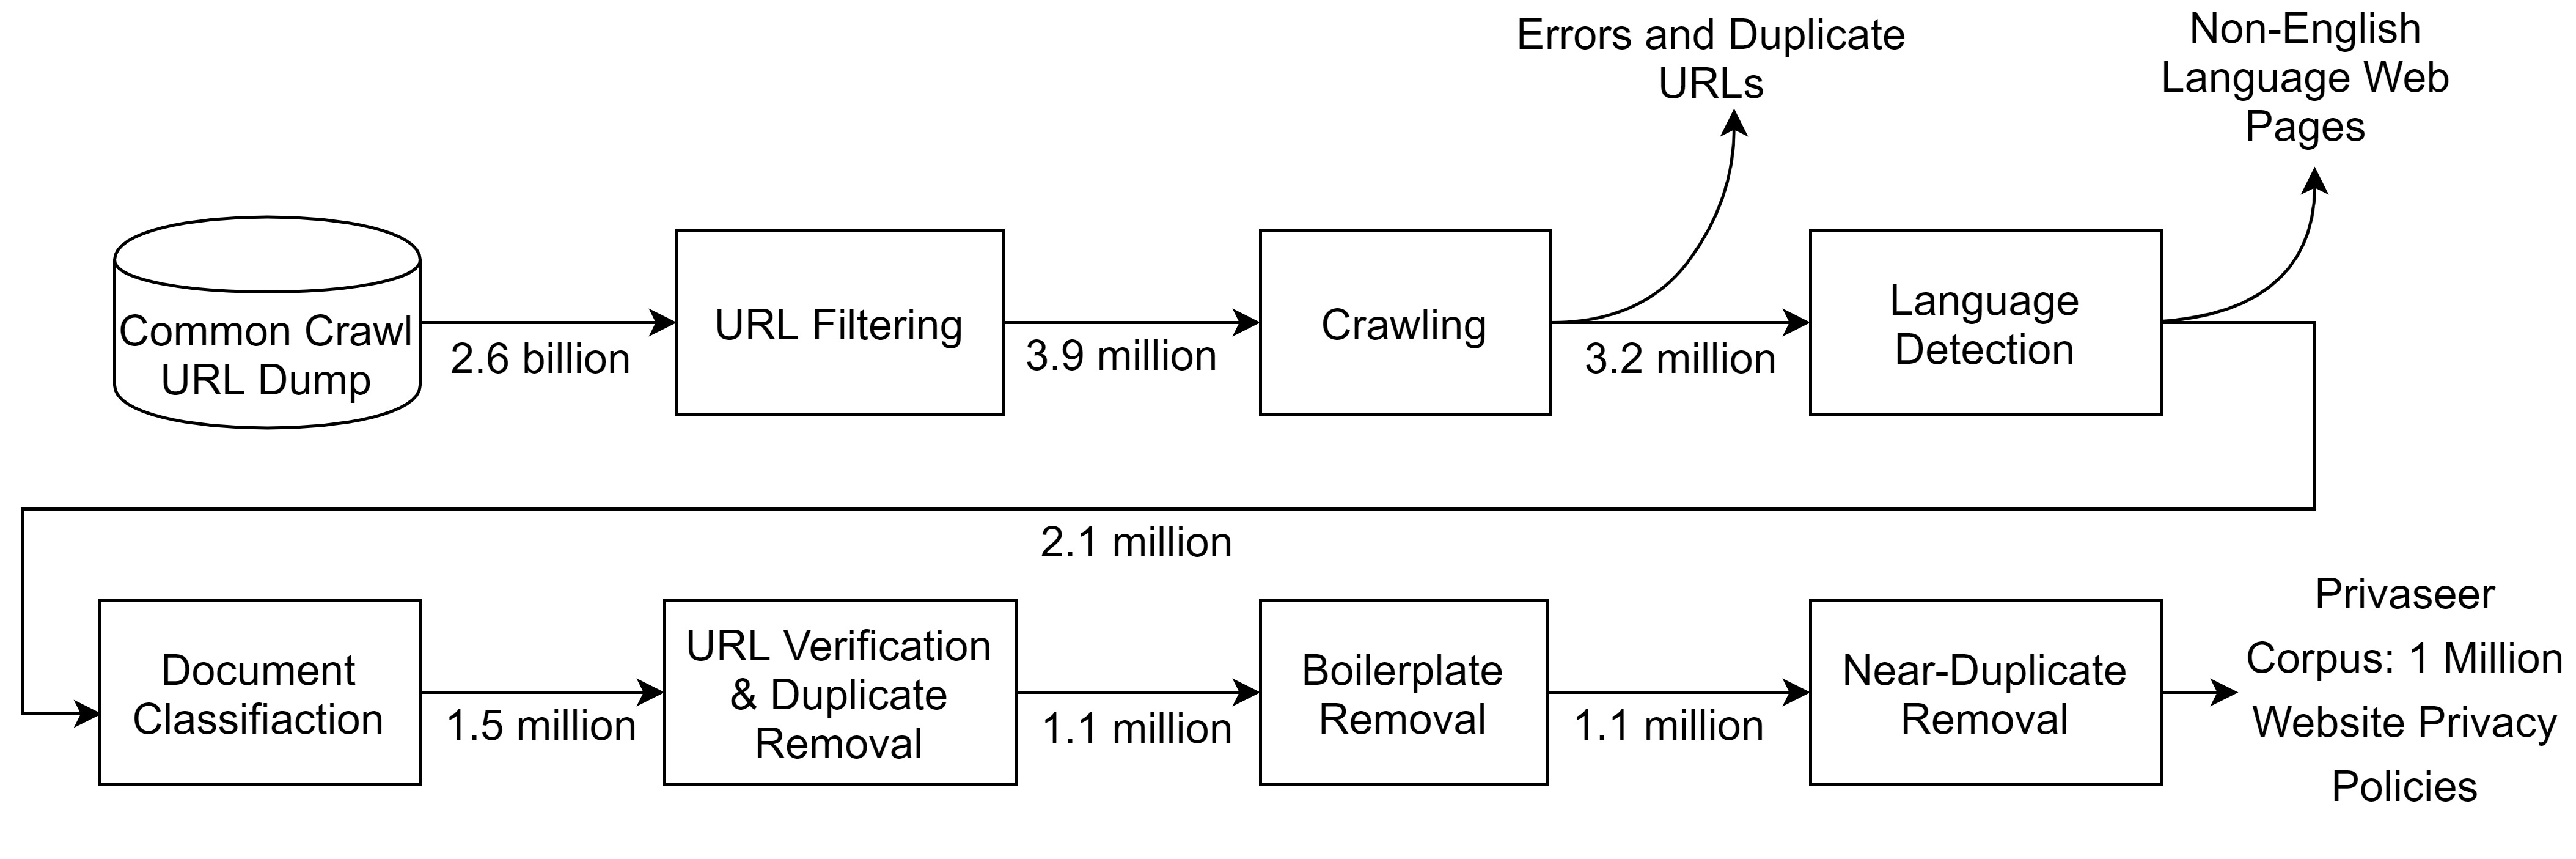 Errors and Duplicate
URLs
Non-English
Language Web
Pages
Common Crawl
URL Dump
2.6 billion
URL Filtering
3.9 million
Crawling
3.2 million
Language
Detection
2.1 million
Document
Classifiaction
1.5 million
URL Verification
& Duplicate
Removal
1.1 million
Boilerplate
Removal
1.1 million
Near-Duplicate
Removal
Privaseer
Corpus: 1 Million
Website Privacy
Policies